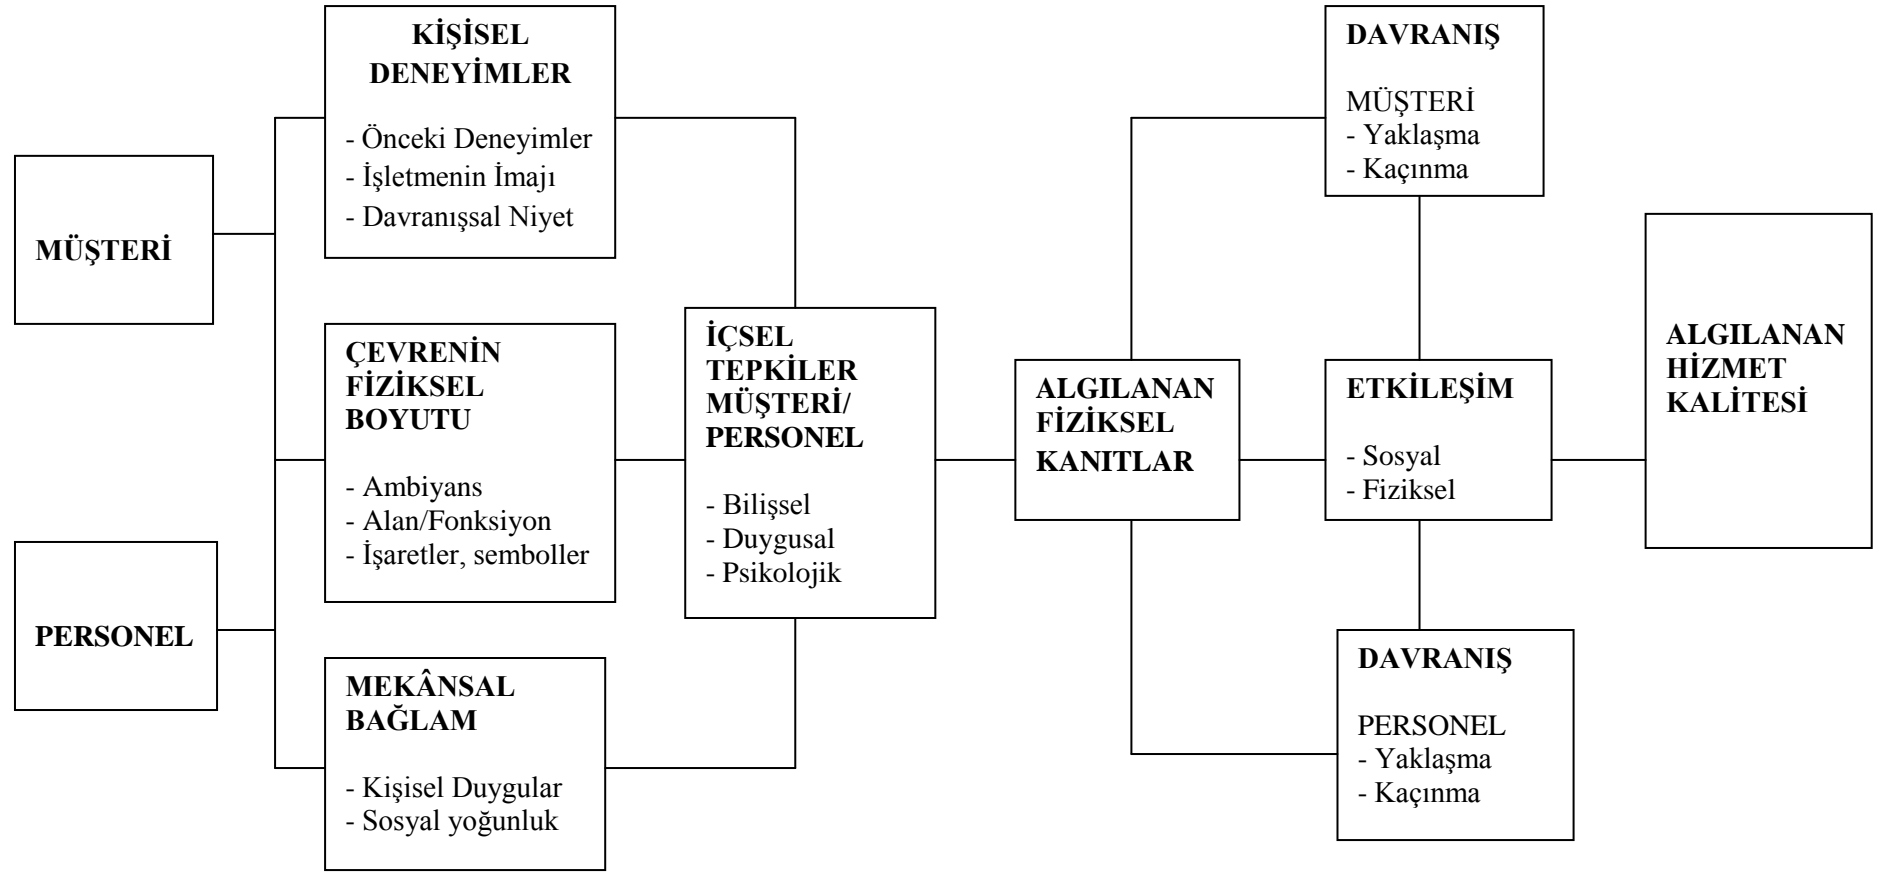 MÜŞTERİ
PERSONEL
KİŞİSEL
DENEYİMLER
- Önceki Deneyimler
- İşletmenin İmajı
- Davranışsal Niyet
ÇEVRENİN
FİZİKSEL
BOYUTU
- Ambiyans
- Alan/Fonksiyon
- İşaretler, semboller
MEKÂNSAL
BAĞLAM
- Kişisel Duygular
- Sosyal yoğunluk
İÇSEL
TEPKİLER
MÜŞTERİ/
PERSONEL
- Bilişsel
- Duygusal
- Psikolojik
ALGILANAN
FİZİKSEL
KANITLAR
DAVRANIŞ
MÜŞTERİ
- Yaklaşma
- Kaçınma
ETKİLEŞİM
- Sosyal
- Fiziksel
DAVRANIŞ
PERSONEL
- Yaklaşma
- Kaçınma
ALGILANAN
HİZMET
KALİTESİ